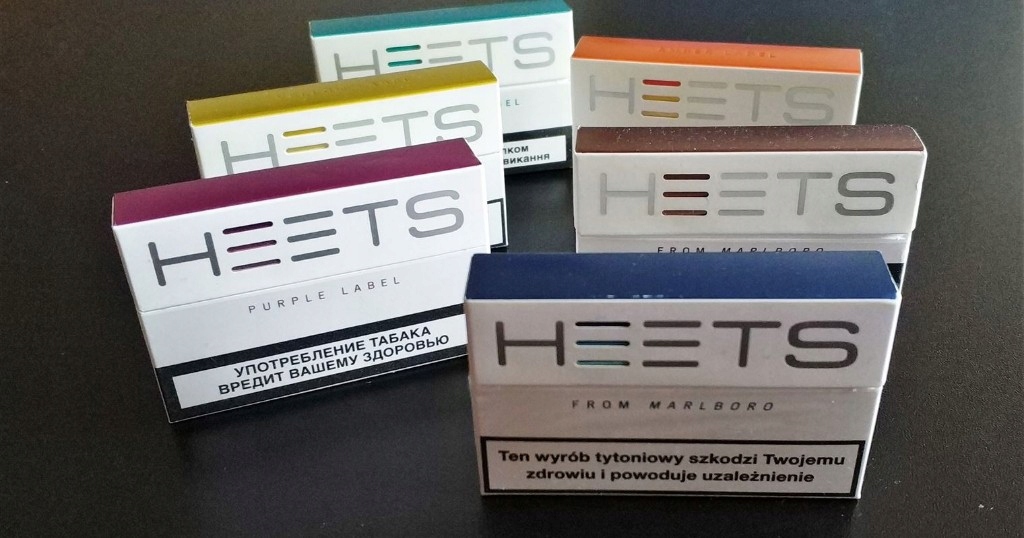 HEETS
HEETS
HEETS
HEETS
FROM MARLBORO
HEETS
PURPLE LABEL
УПОТРЕБЛЕНИЕ ТАБАКА
ВРЕДИТ ВАШЕМУ ЗДОРОВЬЮ
HEETS
FROM MARLBORO
Ten wyrób tytoniowy szkodzi Twojemu
zdrowiu i powoduje uzależnienie